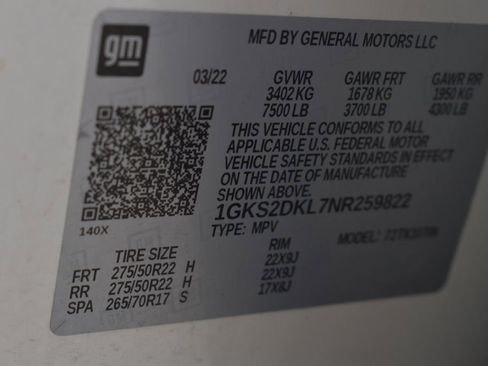 gm
MFD BY GENERAL MOTORS LLC
03/22 GVWR GAWR FRT GAWR RR
3402 KG 1678 KG 1950 KG
7500 LB 3700 LB 4300 LB
THIS VEHICLE CONFORMS TO ALL
APPLICABLE U.S. FEDERAL MOTOR
VEHICLE SAFETY STANDARDS IN EFFECT
ON THE DATE OF MANUFACTURE
SHOWN ABOVE.
1GKS2DKL7NR259822
140X
TYPE: MPV MODEL:
TIRE SIZE RIM
FRT 275/50R22 H 22X9J
RR 275/50R22 H 22X9J
SPA 265/70R17 S 17X8J